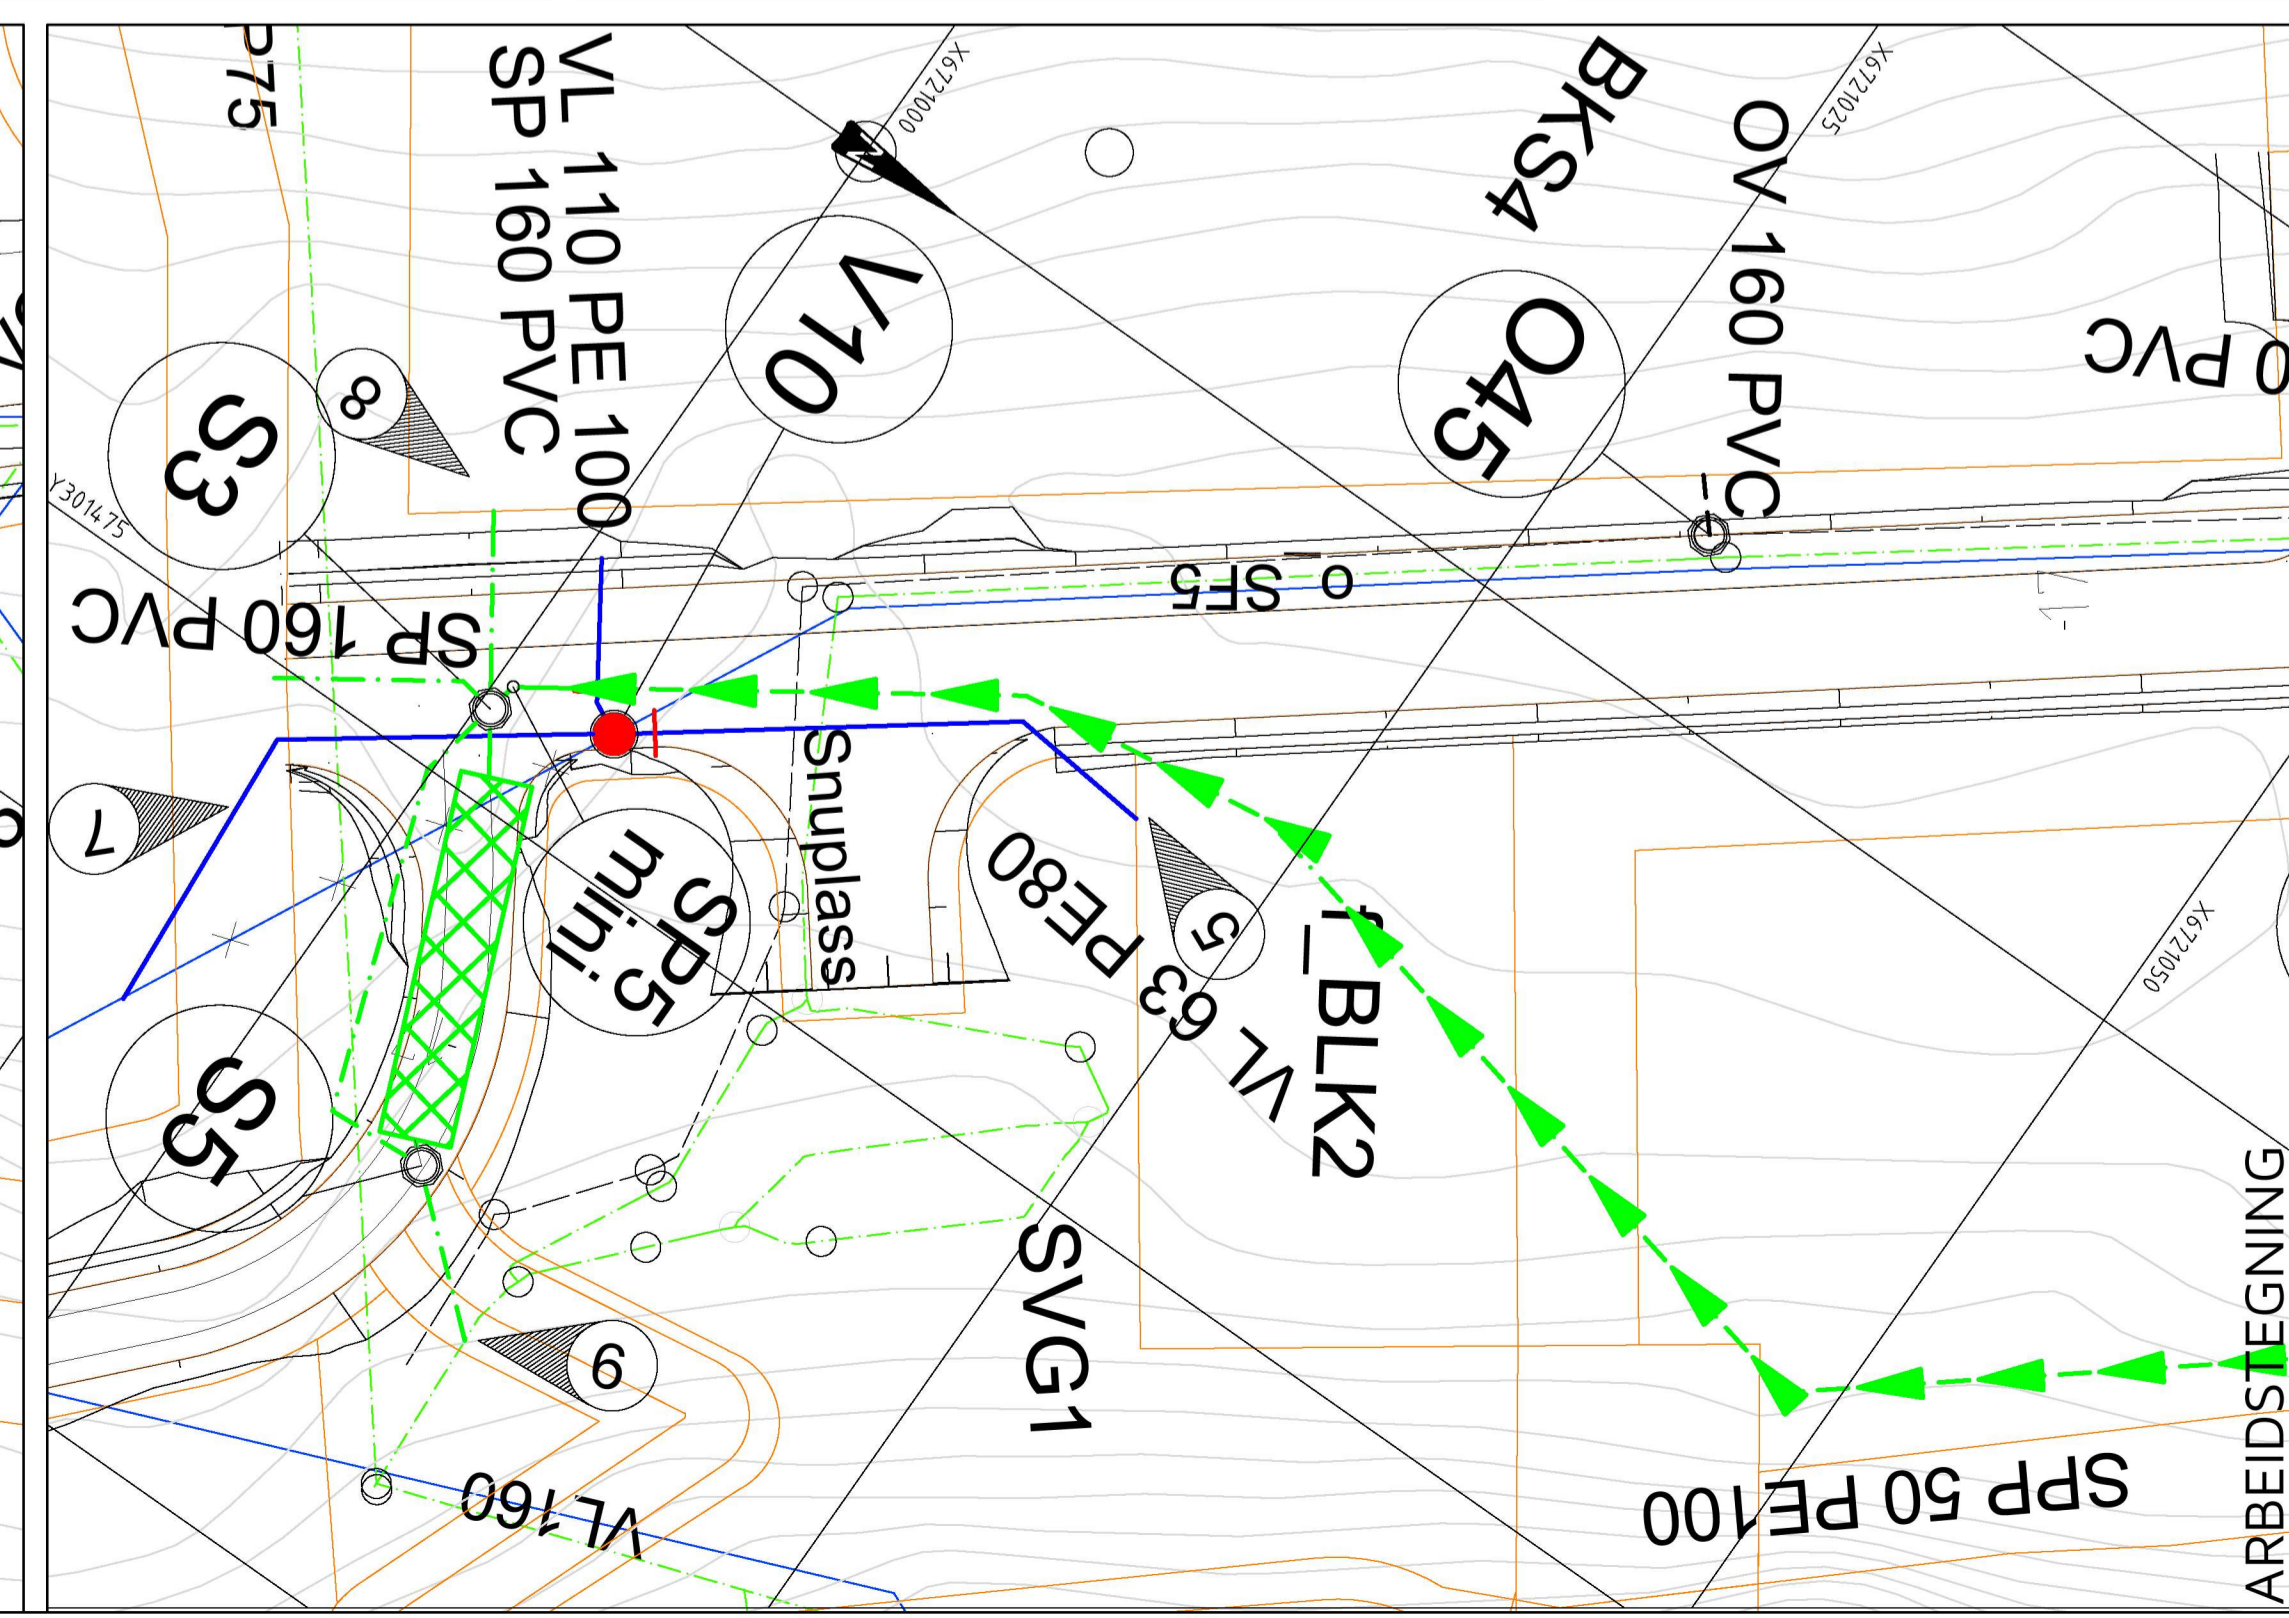 P75
VL 110 PE 100
SP 160 PVC
X6721000
X6721025
BKS4
OV 160 PVC
0 PVC
V10
O45
S3
8
Y301475
SP 160 PVC
o SF5
Snuplass
7
SP5
mini
VL 63 PE80
5
f_BLK2
X6721050
S5
SVG1
9
VL160
SPP 50 PE100
ARBEIDSTEGNING